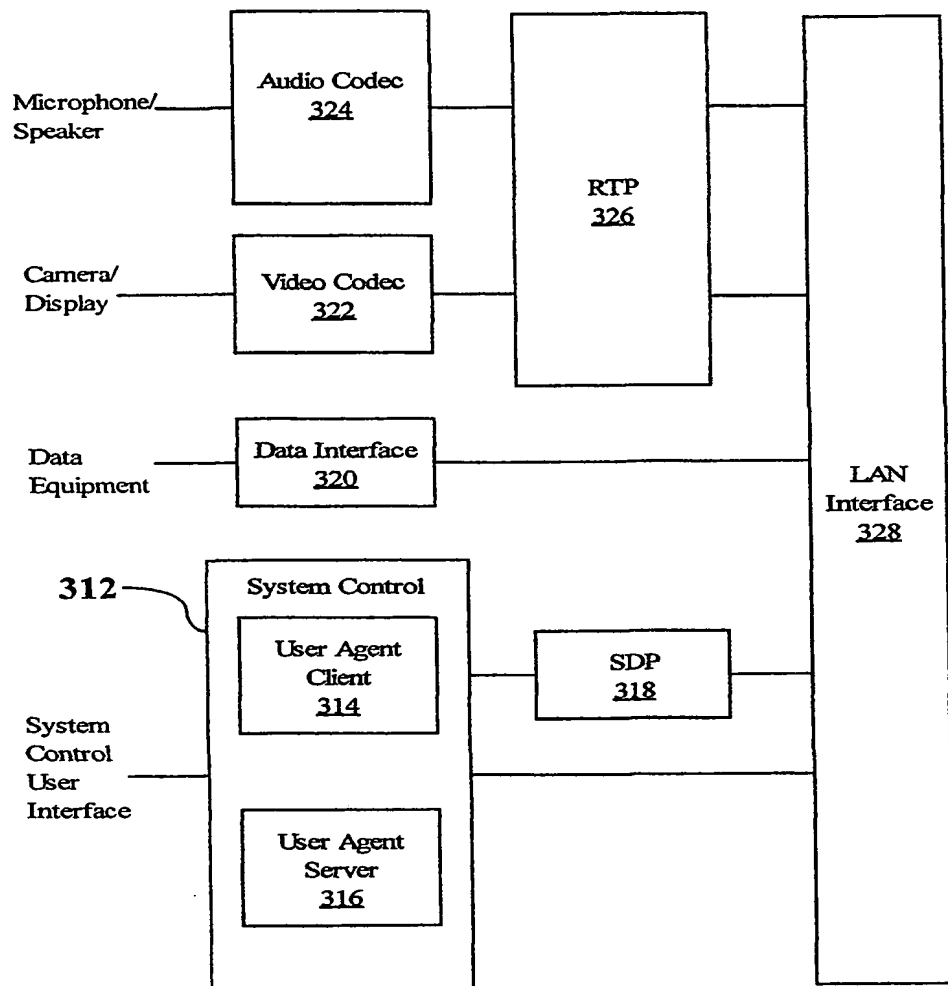 Microphone/
Speaker
Audio Codec
324
RTP
326
Camera/
Display
Video Codec
322
Data
Equipment
Data Interface
320
LAN
Interface
328
312
System Control
User Agent
Client
314
SDP
318
System
Control
User
Interface
User Agent
Server
316